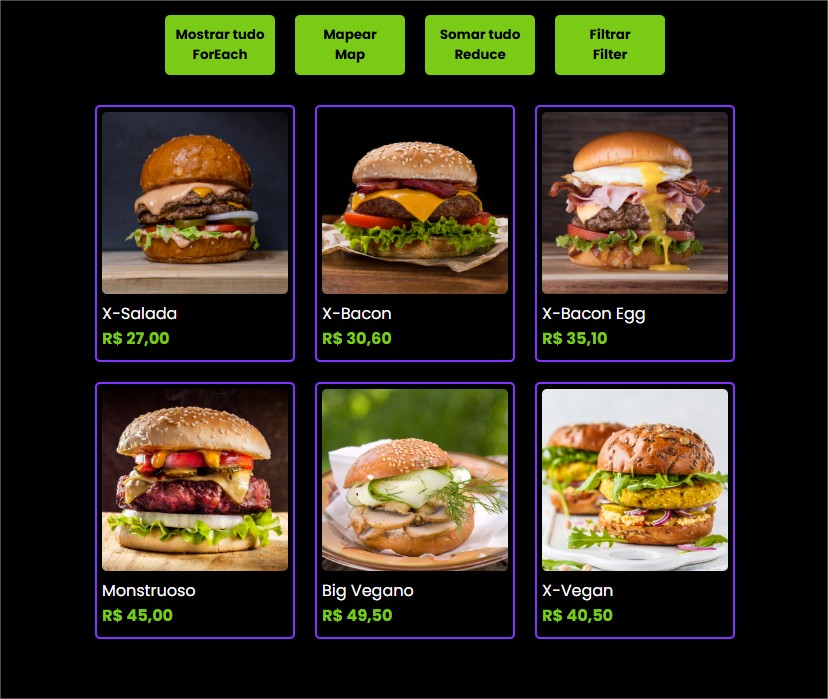 Mostrar tudo
ForEach
Mapear
Map
Somar tudo
Reduce
Filtrar
Filter
X-Salada
R$ 27,00
X-Bacon
R$ 30,60
X-Bacon Egg
R$ 35,10
Monstruoso
R$ 45,00
Big Vegano
R$ 49,50
X-Vegan
R$ 40,50